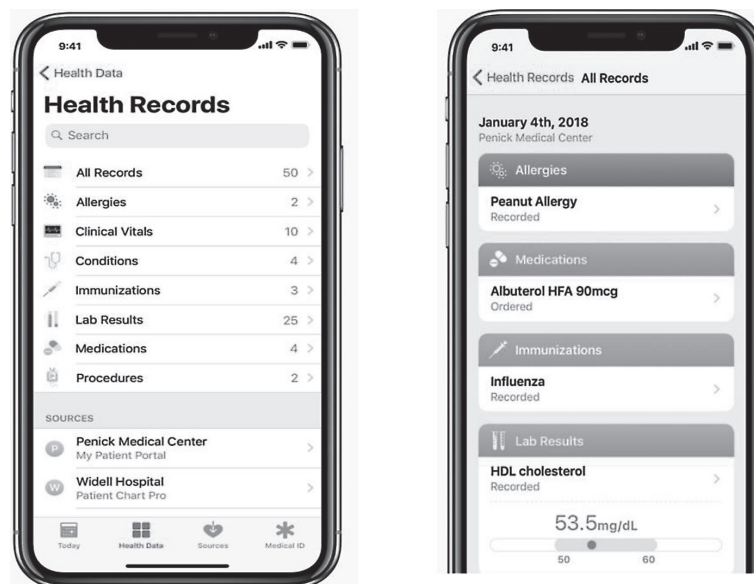 9:41
Health Data
Health Records
Search
All Records 50
Allergies 2
Clinical Vitals 10
Conditions 4
Immunizations 3
Lab Results 25
Medications 4
Procedures 2
SOURCES
P
Penick Medical Center
My Patient Portal
W
Widell Hospital
Patient Chart Pro
Today Health Data Sources Medical ID
9:41
Health Records All Records
January 4th, 2018
Penick Medical Center
Allergies
Peanut Allergy
Recorded
Medications
Albuterol HFA 90mcg
Ordered
Immunizations
Influenza
Recorded
Lab Results
HDL cholesterol
Recorded
53.5mg/dL
50 60